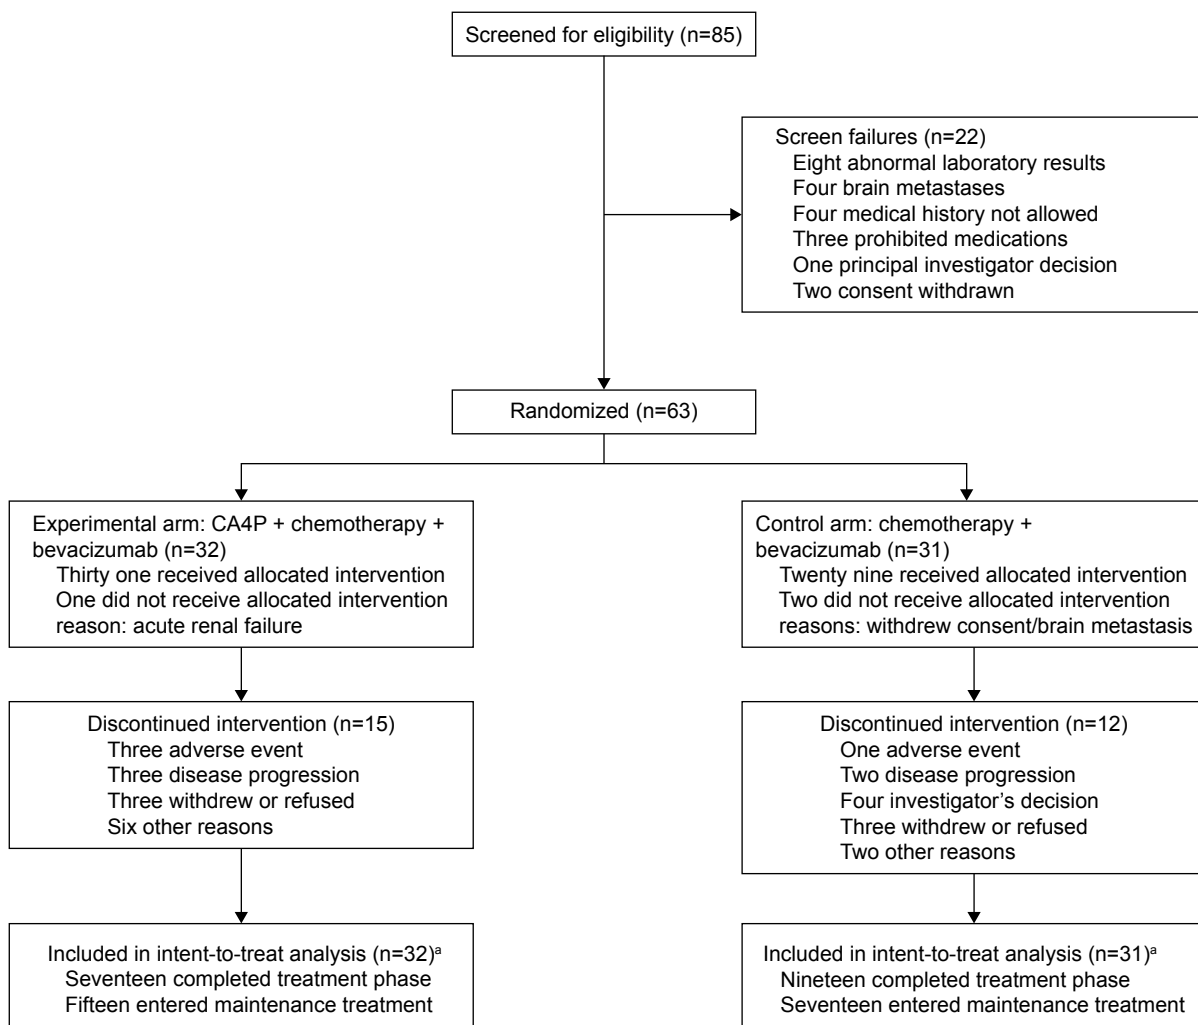 Screened for eligibility (n=85)
Screen failures (n=22)
Eight abnormal laboratory results
Four brain metastases
Four medical history not allowed
Three prohibited medications
One principal investigator decision
Two consent withdrawn
Randomized (n=63)
Experimental arm: CA4P + chemotherapy +
bevacizumab (n=32)
Thirty one received allocated intervention
One did not receive allocated intervention
reason: acute renal failure
Control arm: chemotherapy +
bevacizumab (n=31)
Twenty nine received allocated intervention
Two did not receive allocated intervention
reasons: withdrew consent/brain metastasis
Discontinued intervention (n=15)
Three adverse event
Three disease progression
Three withdrew or refused
Six other reasons
Discontinued intervention (n=12)
One adverse event
Two disease progression
Four investigator’s decision
Three withdrew or refused
Two other reasons
Included in intent-to-treat analysis (n=32)ᵃ
Seventeen completed treatment phase
Fifteen entered maintenance treatment
Included in intent-to-treat analysis (n=31)ᵃ
Nineteen completed treatment phase
Seventeen entered maintenance treatment